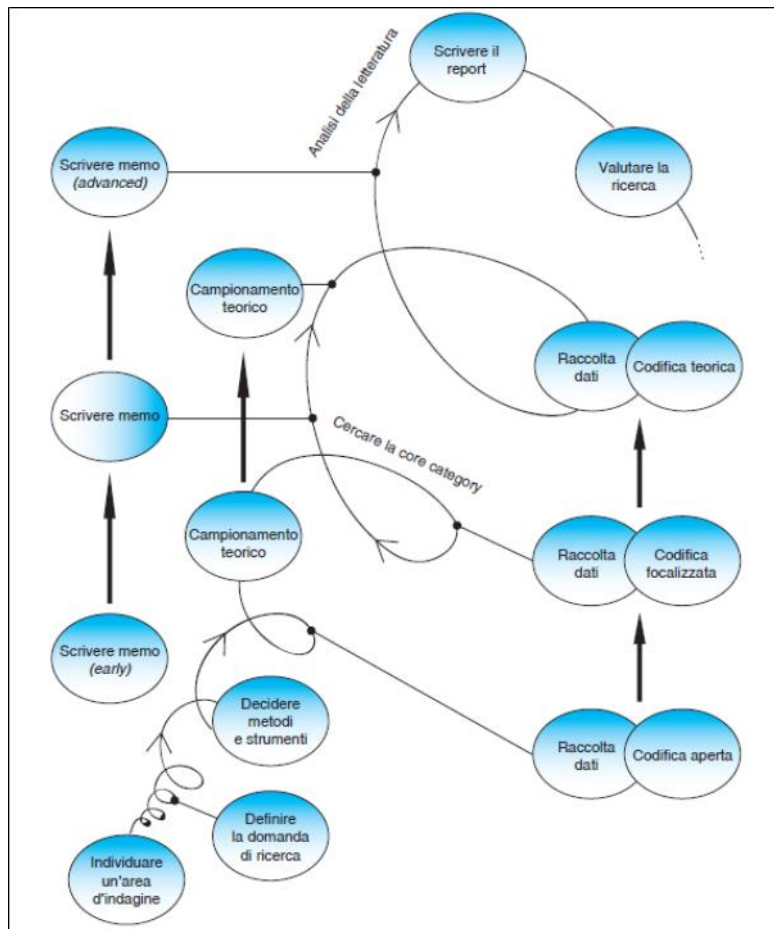 Scrivere il
report
Analisi della letteratura
Scrivere memo
(advanced)
Valutare la
ricerca
Campionamento
teorico
Raccolta
dati
Codifica teorica
Scrivere memo
Cercare la core category
Campionamento
teorico
Raccolta
dati
Codifica
focalizzata
Scrivere memo
(early)
Decidere
metodi
e strumenti
Raccolta
dati
Codifica aperta
Definire
la domanda
di ricerca
Individuare
un'area
d'indagine